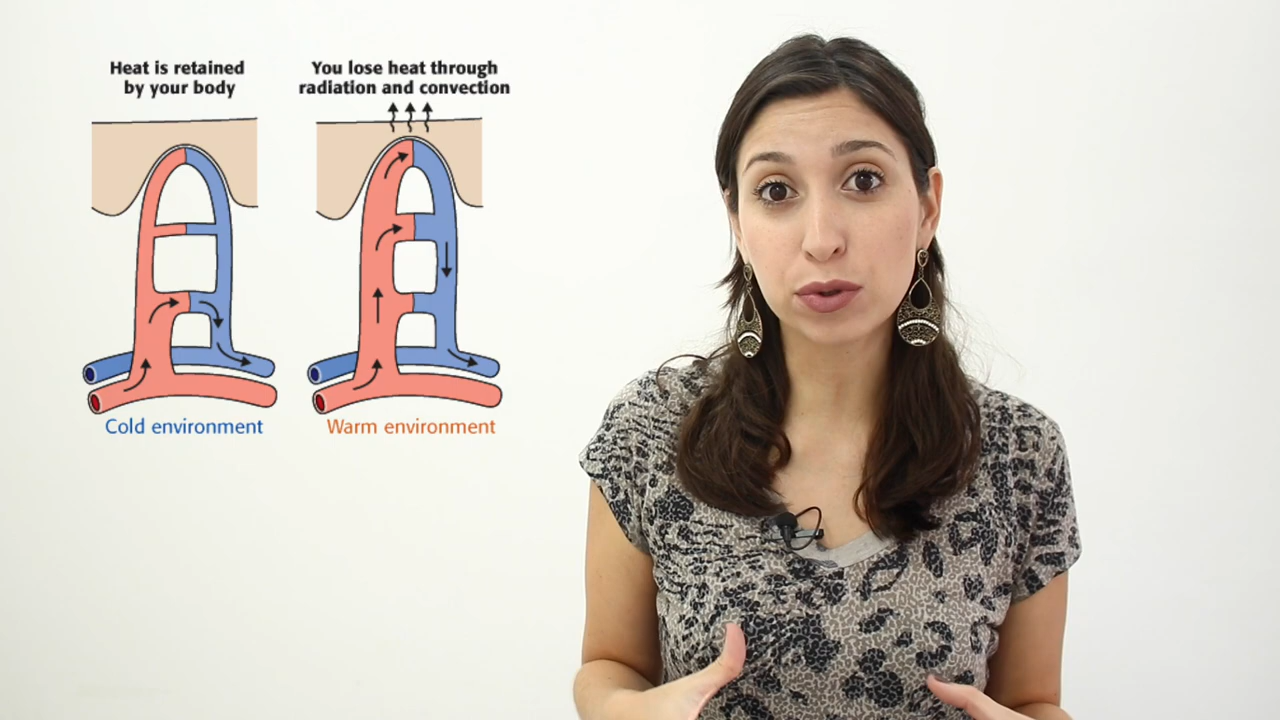 Heat is retained
by your body
You lose heat through
radiation and convection
Cold environment
Warm environment